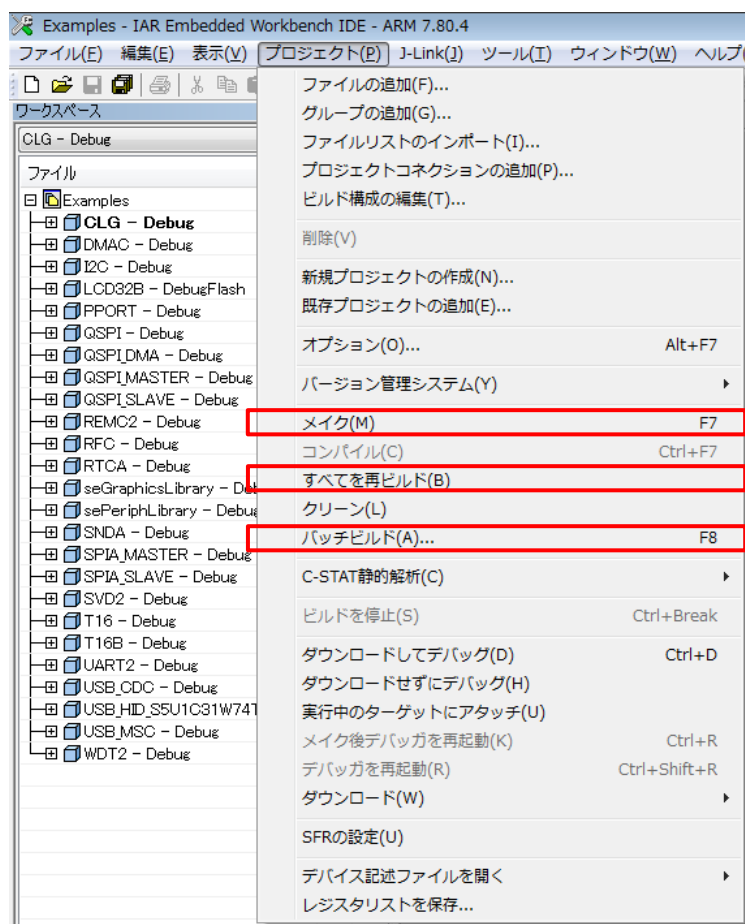 Examples - IAR Embedded Workbench IDE - ARM 7.80.4
ファイル(F) 編集(E) 表示(V) プロジェクト(P) J-Link(J) ツール(T) ウィンドウ(W) ヘルプ(
ワークスペース
CLG - Debug
ファイル
Examples
CLG - Debug
DMAC - Debug
I2C - Debug
LCD32B - DebugFlash
PPORT - Debug
QSPI - Debug
QSPI_DMA - Debug
QSPI_MASTER - Debug
QSPI_SLAVE - Debug
REMC2 - Debug
RFC - Debug
RTCA - Debug
seGraphicsLibrary - Deb
sePeriphLibrary - Debug
SNDA - Debug
SPIA_MASTER - Debug
SPIA_SLAVE - Debug
SVD2 - Debug
T16 - Debug
T16B - Debug
UART2 - Debug
USB_CDC - Debug
USB_HID_S5U1C31W74T
USB_MSC - Debug
WDT2 - Debug
ファイルの追加(F)...
グループの追加(G)...
ファイルリストのインポート(I)...
プロジェクトコネクションの追加(P)...
ビルド構成の編集(T)...
削除(V)
新規プロジェクトの作成(N)...
既存プロジェクトの追加(E)...
オプション(O)... Alt+F7
バージョン管理システム(Y)
メイク(M) F7
コンパイル(C) Ctrl+F7
すべてを再ビルド(B)
クリーン(L)
バッチビルド(A)... F8
C-STAT静的解析(C)
ビルドを停止(S) Ctrl+Break
ダウンロードしてデバッグ(D) Ctrl+D
ダウンロードせずにデバッグ(H)
実行中のターゲットにアタッチ(U)
メイク後デバッガを再起動(K) Ctrl+R
デバッガを再起動(R) Ctrl+Shift+R
ダウンロード(W)
SFRの設定(U)
デバイス記述ファイルを開く
レジスタリストを保存...